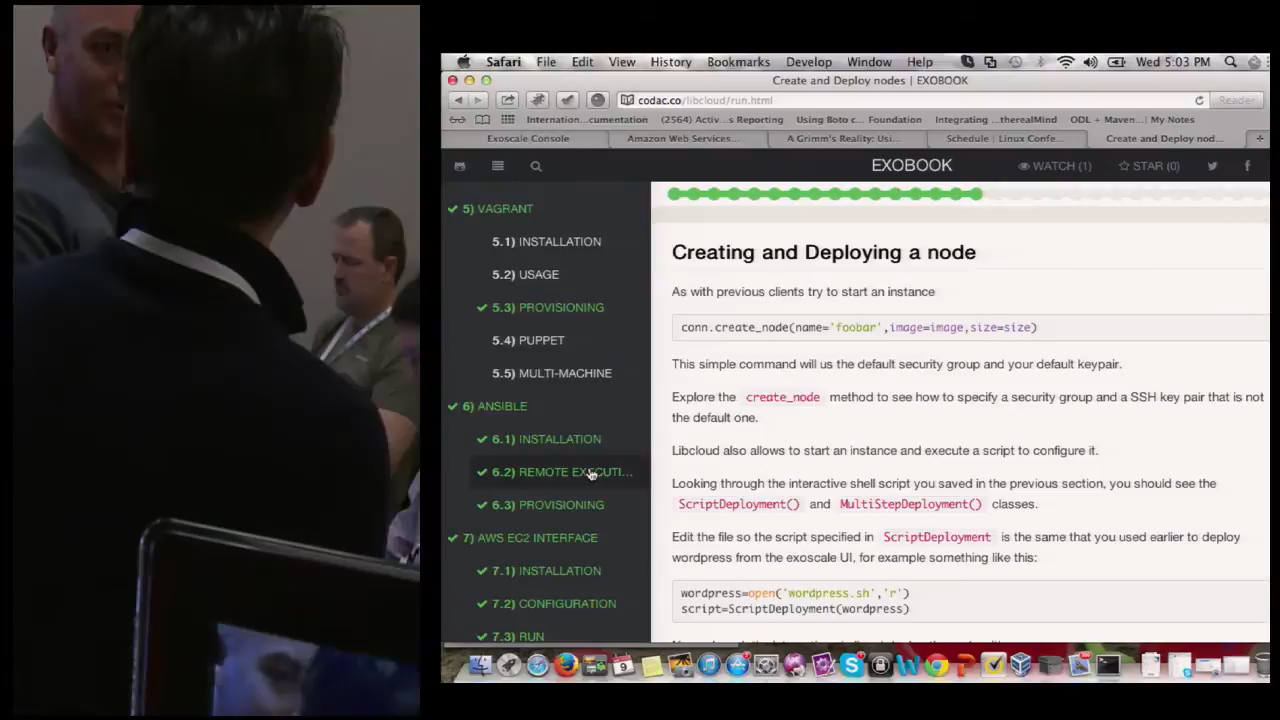 Safari File Edit View History Bookmarks Develop Window Help Wed 5:03 PM
Create and Deploy nodes | EXOBOOK
codac.co/libcloud/run.html
Reader
Internation...cumentation (2564) Activ...s Reporting Using Boto c... Foundation Integrating ...therealMind ODL + Maven...| My Notes
Exoscale Console Amazon Web Services... A Grimm's Reality: Usi... Schedule | Linux Confe... Create and Deploy nod...
EXOBOOK WATCH (1) STAR (0)
5) VAGRANT
5.1) INSTALLATION
5.2) USAGE
5.3) PROVISIONING
5.4) PUPPET
5.5) MULTI-MACHINE
6) ANSIBLE
6.1) INSTALLATION
6.2) REMOTE EXECUTI...
6.3) PROVISIONING
7) AWS EC2 INTERFACE
7.1) INSTALLATION
7.2) CONFIGURATION
7.3) RUN
Creating and Deploying a node
As with previous clients try to start an instance
conn.create_node(name='foobar',image=image,size=size)
This simple command will us the default security group and your default keypair.
Explore the create_node method to see how to specify a security group and a SSH key pair that is not
the default one.
Libcloud also allows to start an instance and execute a script to configure it.
Looking through the interactive shell script you saved in the previous section, you should see the
ScriptDeployment() and MultiStepDeployment() classes.
Edit the file so the script specified in ScriptDeployment is the same that you used earlier to deploy
wordpress from the exoscale UI, for example something like this:
wordpress=open('wordpress.sh','r')
script=ScriptDeployment(wordpress)